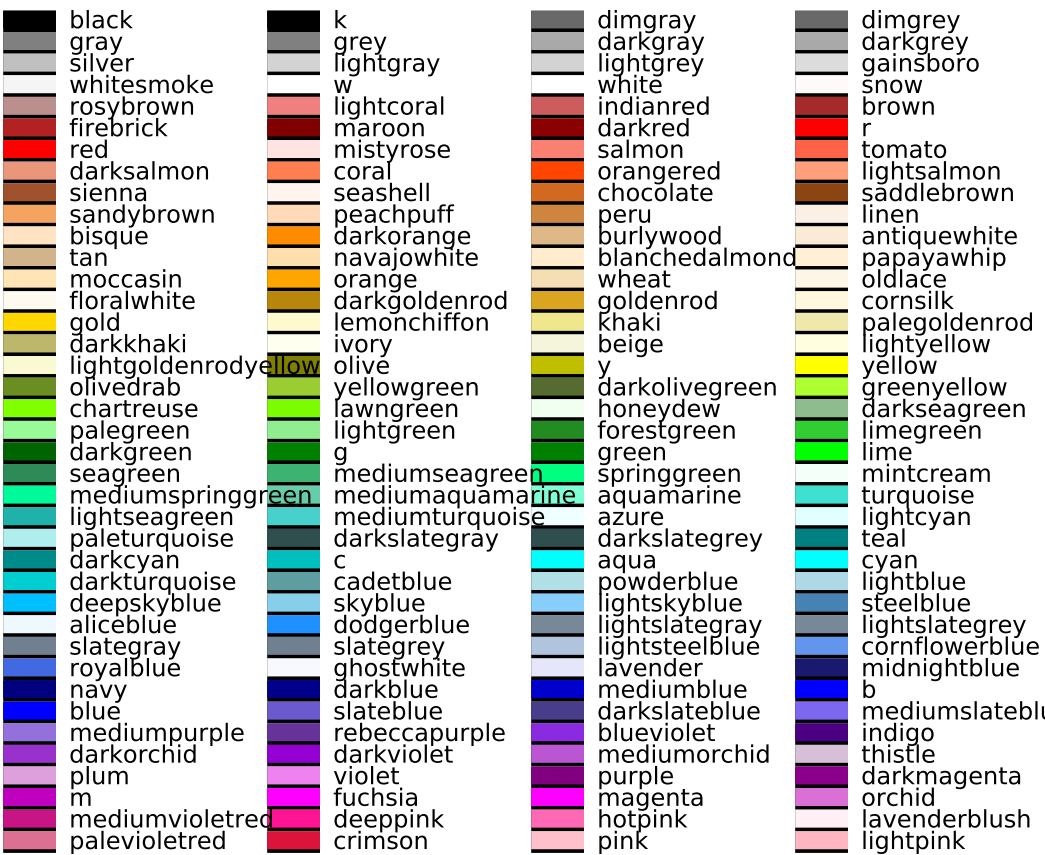 black k dimgray dimgrey
gray grey darkgray darkgrey
silver lightgray lightgrey gainsboro
whitesmoke w white snow
rosybrown lightcoral indianred brown
firebrick maroon darkred r
red mistyrose salmon tomato
darksalmon coral orangered lightsalmon
sienna seashell chocolate saddlebrown
sandybrown peachpuff peru linen
bisque darkorange burlywood antiquewhite
tan navajowhite blanchedalmond papayawhip
moccasin orange wheat oldlace
floralwhite darkgoldenrod goldenrod cornsilk
gold lemonchiffon khaki palegoldenrod
darkkhaki ivory beige lightyellow
lightgoldenrodyellow olive y yellow
olivedrab yellowgreen darkolivegreen greenyellow
chartreuse lawngreen honeydew darkseagreen
palegreen lightgreen forestgreen limegreen
darkgreen g green lime
seagreen mediumseagreen springgreen mintcream
mediumspringgreen mediumaquamarine aquamarine turquoise
lightseagreen mediumturquoise azure lightcyan
paleturquoise darkslategray darkslategrey teal
darkcyan c aqua cyan
darkturquoise cadetblue powderblue lightblue
deepskyblue skyblue lightskyblue steelblue
aliceblue dodgerblue lightslategray lightslategrey
slategray slategrey lightsteelblue cornflowerblue
royalblue ghostwhite lavender midnightblue
navy darkblue mediumblue b
blue slateblue darkslateblue mediumslateblu
mediumpurple rebeccapurple blueviolet indigo
darkorchid darkviolet mediumorchid thistle
plum violet purple darkmagenta
m fuchsia magenta orchid
mediumvioletred deeppink hotpink lavenderblush
palevioletred crimson pink lightpink